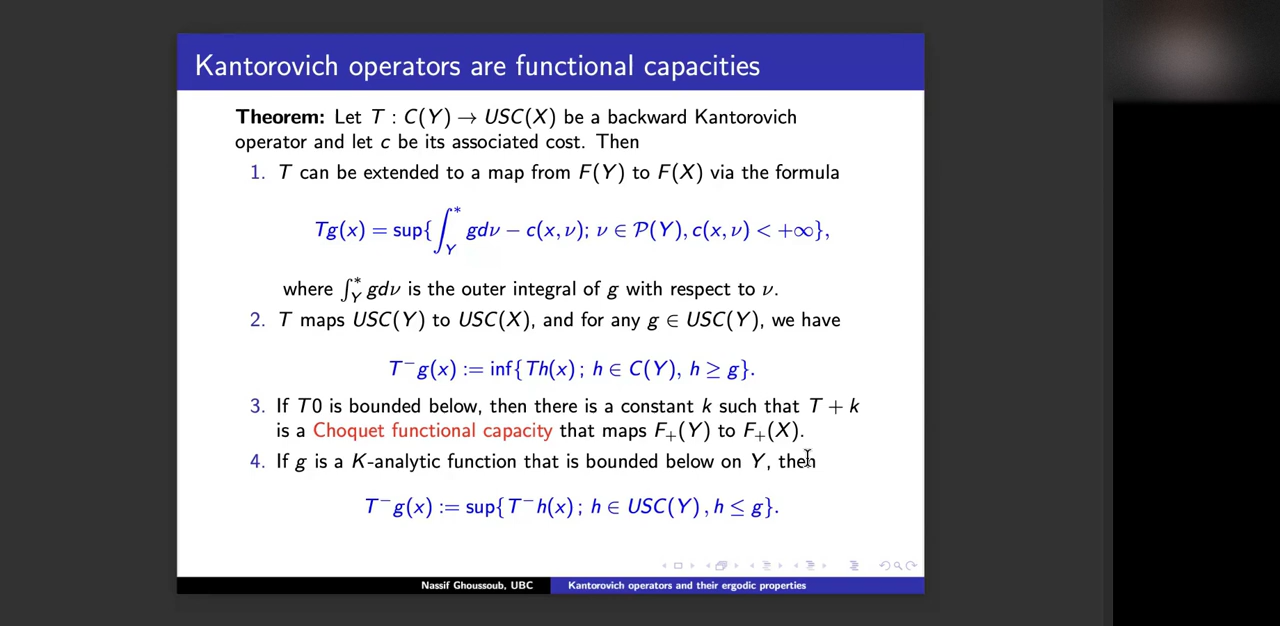 Kantorovich operators are functional capacities
Theorem: Let T : C(Y) → USC(X) be a backward Kantorovich
operator and let c be its associated cost. Then
1. T can be extended to a map from F(Y) to F(X) via the formula
Tg(x) = sup{∫*_Y gdν − c(x, ν); ν ∈ 𝒫(Y), c(x, ν) < +∞},
where ∫*_Y gdν is the outer integral of g with respect to ν.
2. T maps USC(Y) to USC(X), and for any g ∈ USC(Y), we have
T⁻g(x) := inf{Th(x) ; h ∈ C(Y), h ≥ g}.
3. If T0 is bounded below, then there is a constant k such that T + k
is a Choquet functional capacity that maps F₊(Y) to F₊(X).
4. If g is a K-analytic function that is bounded below on Y, then
T⁻g(x) := sup{T⁻h(x) ; h ∈ USC(Y), h ≤ g}.
Nassif Ghoussoub, UBC Kantorovich operators and their ergodic properties